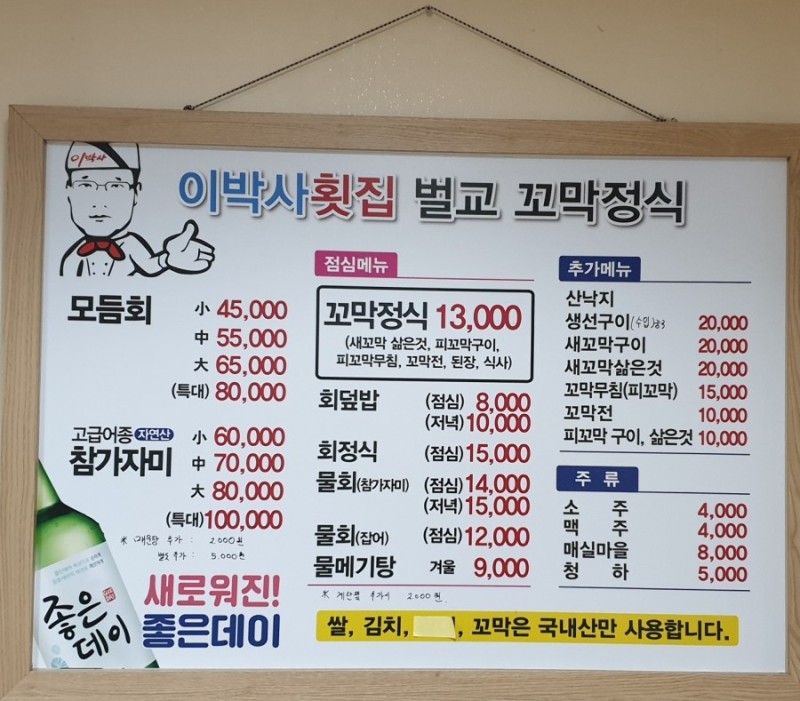 이박사
이박사횟집 벌교 꼬막정식
모듬회 小 45,000
中 55,000
大 65,000
(특대) 80,000
고급어종 자연산
참가자미
小 60,000
中 70,000
大 80,000
(특대)100,000
추가 : 2.000원
추가 : 5.000원
새로워진!
좋은데이
좋은
데이
점심메뉴
꼬막정식 13,000
(새꼬막 삶은것, 피꼬막구이,
피꼬막무침, 꼬막전, 된장, 식사)
회덮밥 (점심) 8,000
(저녁)10,000
회정식 (점심)15,000
물회(참가자미) (점심)14,000
(저녁)15,000
물회(잡어) (점심)12,000
물메기탕 겨울 9,000
※ 계란찜 추가시 2000원.
추가메뉴
산낙지
생선구이(수입) 20,000
새꼬막구이 20,000
새꼬막삶은것 20,000
꼬막무침(피꼬막) 15,000
꼬막전 10,000
피꼬막 구이, 삶은것 10,000
주 류
소 주 4,000
맥 주 4,000
매실마을 8,000
청 하 5,000
쌀, 김치, , 꼬막은 국내산만 사용합니다.